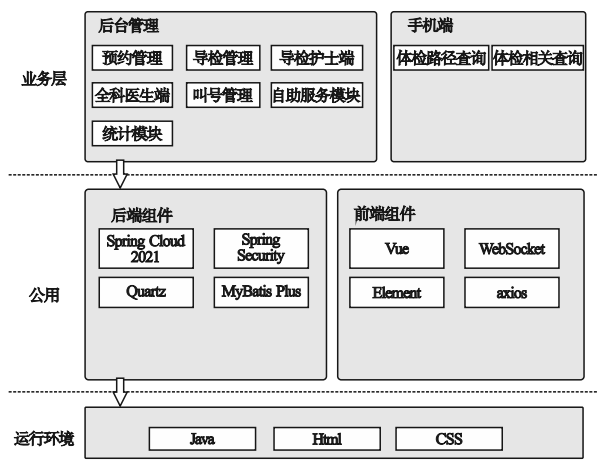 后台管理
预约管理
导检管理
导检护士端
全科医生端
叫号管理
自助服务模块
统计模块
手机端
体检路径查询
体检相关查询
业务层
后端组件
Spring Cloud
2021
Spring
Security
Quartz
MyBatis Plus
前端组件
Vue
WebSocket
Element
axios
公用
运行环境
Java
Html
CSS